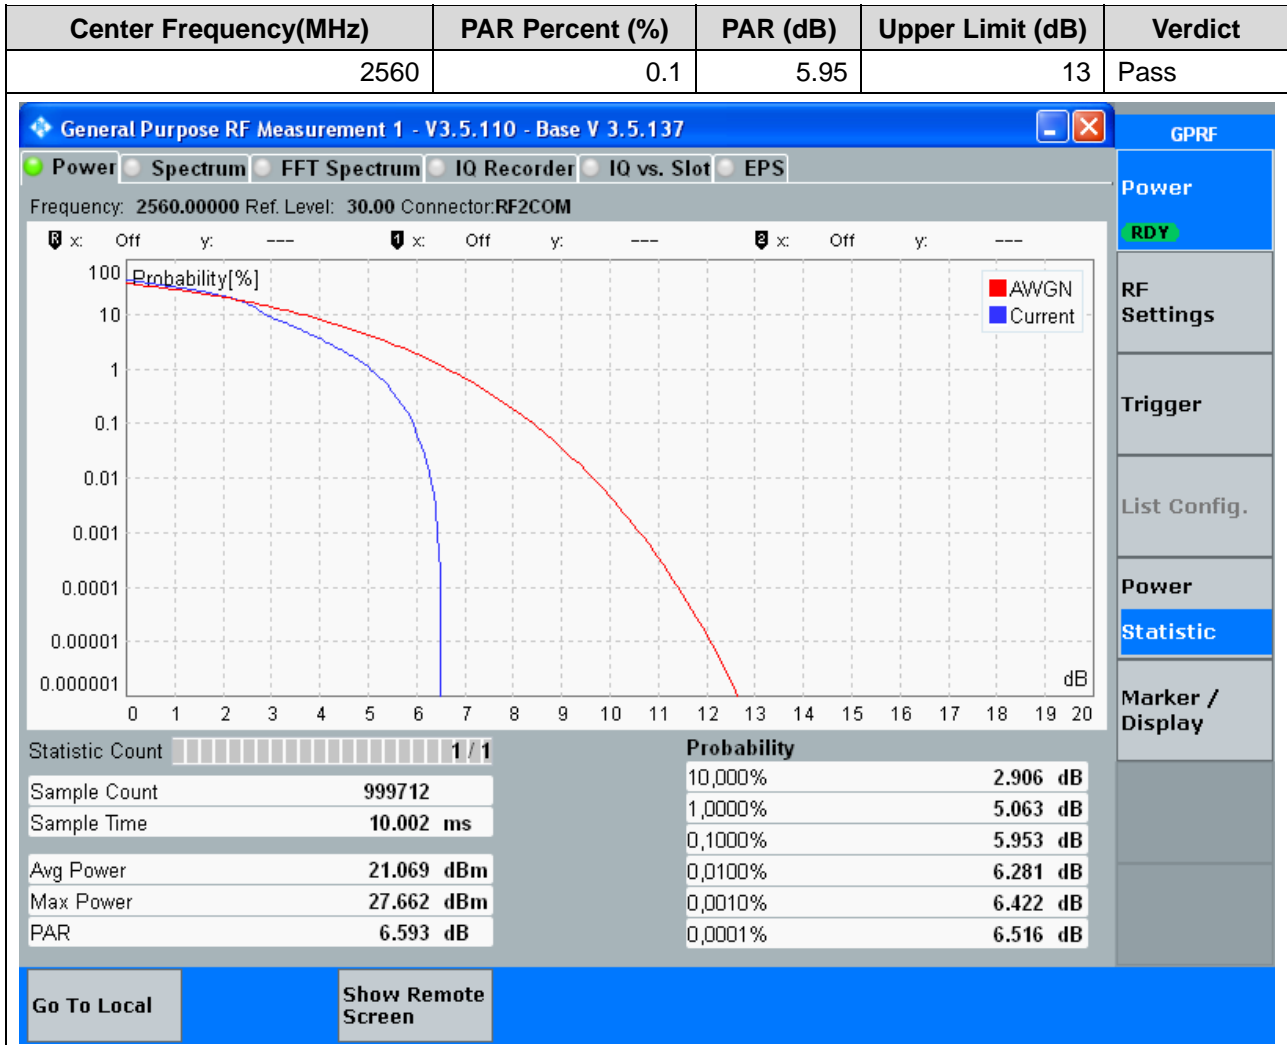 Center Frequency(MHz) PAR Percent (%) PAR (dB) Upper Limit (dB) Verdict
2560 0.1 5.95 13 Pass
General Purpose RF Measurement 1 - V3.5.110 - Base V 3.5.137
GPRF
Power Spectrum FFT Spectrum IQ Recorder IQ vs. Slot EPS
Frequency: 2560.00000 Ref. Level: 30.00 Connector:RF2COM
R x: Off y: --- 1 x: Off y: --- 2 x: Off y: ---
Probability[%]
100
10
1
0.1
0.01
0.001
0.0001
0.00001
0.000001
AWGN
Current
dB
0 1 2 3 4 5 6 7 8 9 10 11 12 13 14 15 16 17 18 19 20
Statistic Count 1 / 1
Sample Count 999712
Sample Time 10.002 ms
Avg Power 21.069 dBm
Max Power 27.662 dBm
PAR 6.593 dB
Probability
10,000% 2.906 dB
1,0000% 5.063 dB
0,1000% 5.953 dB
0,0100% 6.281 dB
0,0010% 6.422 dB
0,0001% 6.516 dB
Power
RDY
RF
Settings
Trigger
List Config.
Power
Statistic
Marker /
Display
Go To Local
Show Remote
Screen